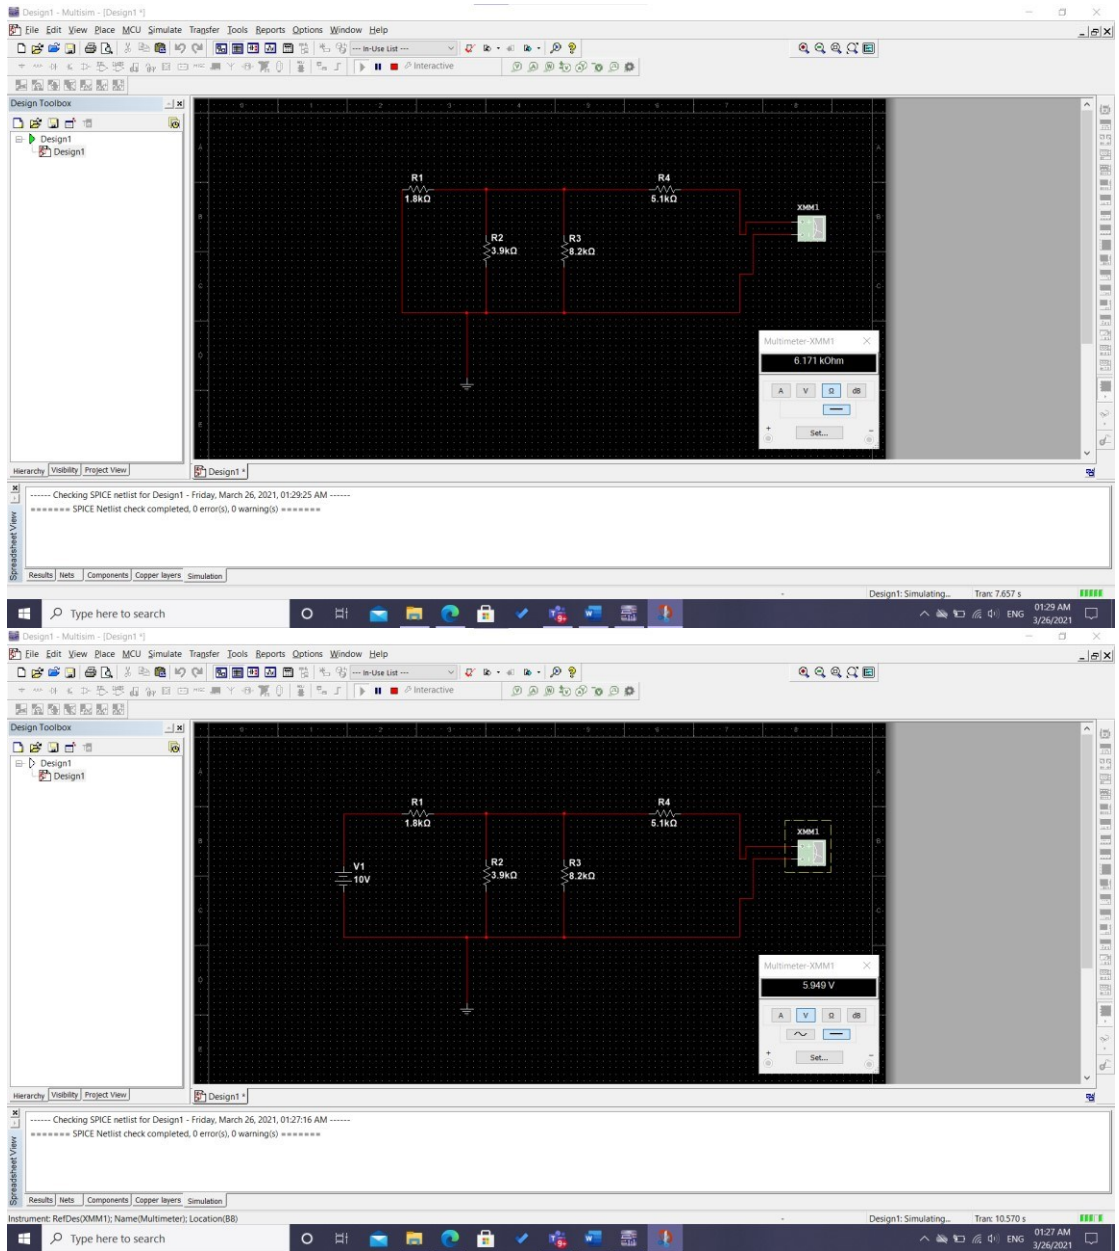 Design1 - Multisim - [Design1 *]
File Edit View Place MCU Simulate Transfer Tools Reports Options Window Help
--- In-Use List ---
Interactive
Design Toolbox
Design1
Design1
R1
1.8kΩ
R2
3.9kΩ
R3
8.2kΩ
R4
5.1kΩ
XMM1
Multimeter-XMM1
6.171 kOhm
A V Ω dB
+ −
Set...
Hierarchy Visibility Project View
Design1 *
Spreadsheet View
------ Checking SPICE netlist for Design1 - Friday, March 26, 2021, 01:29:25 AM ------
======= SPICE Netlist check completed, 0 error(s), 0 warning(s) =======
Results Nets Components Copper layers Simulation
- Design1: Simulating... Tran: 7.657 s
Type here to search
ENG
01:29 AM
3/26/2021
Design1 - Multisim - [Design1 *]
File Edit View Place MCU Simulate Transfer Tools Reports Options Window Help
--- In-Use List ---
Interactive
Design Toolbox
Design1
Design1
V1
10V
R1
1.8kΩ
R2
3.9kΩ
R3
8.2kΩ
R4
5.1kΩ
XMM1
Multimeter-XMM1
5.949 V
A V Ω dB
+ −
Set...
Hierarchy Visibility Project View
Design1 *
Spreadsheet View
------ Checking SPICE netlist for Design1 - Friday, March 26, 2021, 01:27:16 AM ------
======= SPICE Netlist check completed, 0 error(s), 0 warning(s) =======
Results Nets Components Copper layers Simulation
Instrument: RefDes(XMM1); Name(Multimeter); Location(B8) - Design1: Simulating... Tran: 10.570 s
Type here to search
ENG
01:27 AM
3/26/2021